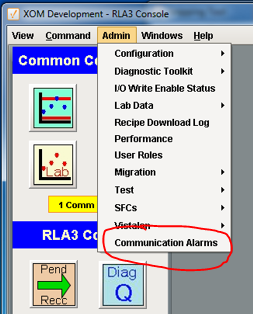 XOM Development - RLA3 Console
View Command Admin Windows Help
Common Co
Configuration
Diagnostic Toolkit
I/O Write Enable Status
Lab Data
Recipe Download Log
Performance
User Roles
Migration
Test
SFCs
Vistalon
Communication Alarms
Lab
1 Comm
RLA3 Co
Pend
Recc
Diag
Q